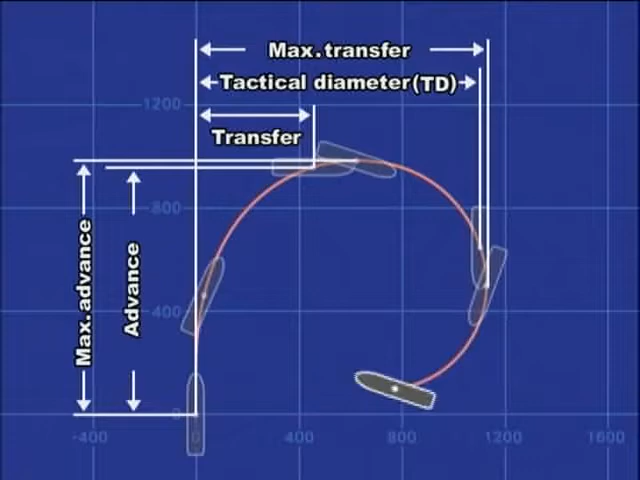 Max.transfer
Tactical diameter(TD)
1200
Transfer
800
Max.advance
Advance
400
0
-400 0 400 800 1200 1600